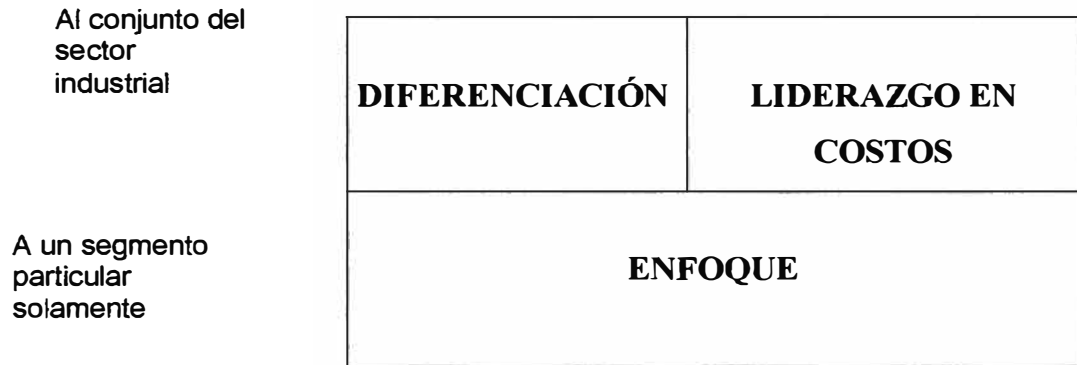 Al conjunto del
sector
industrial
DIFERENCIACIÓN
LIDERAZGO EN
COSTOS
A un segmento
particular
solamente
ENFOQUE